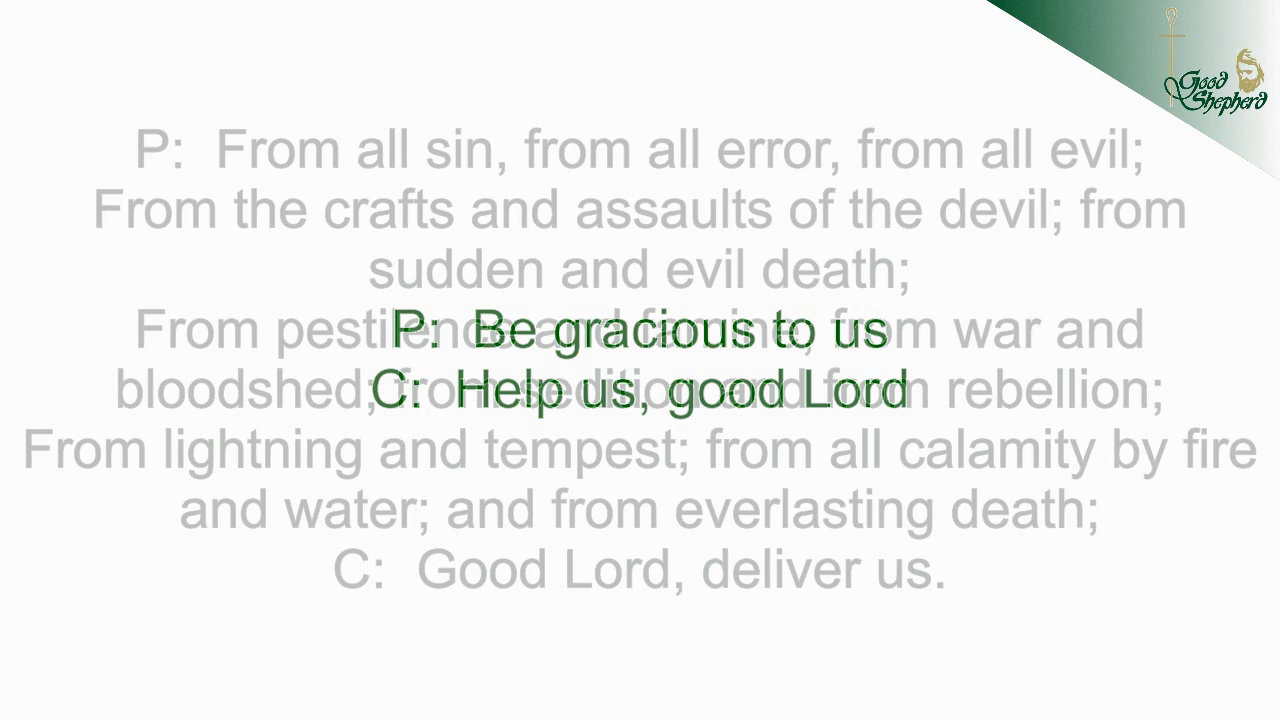 Good
Shepherd
P: From all sin, from all error, from all evil;
From the crafts and assaults of the devil; from
sudden and evil death;
From pestilence and famine; from war and
P: Be gracious to us
bloodshed; from sedition and from rebellion;
C: Help us, good Lord
From lightning and tempest; from all calamity by fire
and water; and from everlasting death;
C: Good Lord, deliver us.